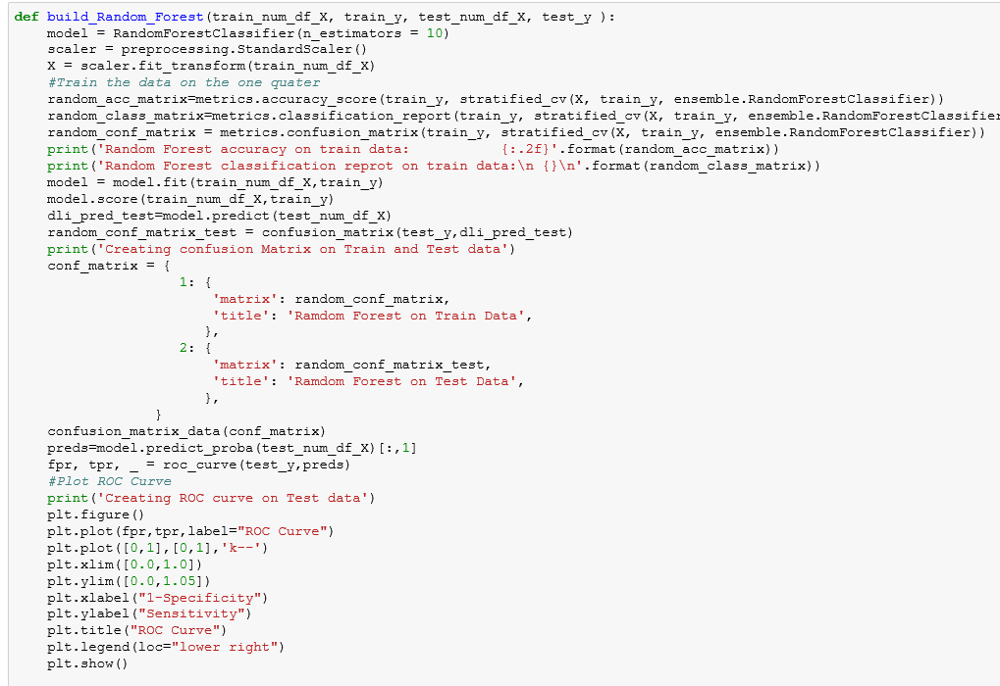 def build_Random_Forest(train_num_df_X, train_y, test_num_df_X, test_y ):
    model = RandomForestClassifier(n_estimators = 10)
    scaler = preprocessing.StandardScaler()
    X = scaler.fit_transform(train_num_df_X)
    #Train the data on the one quater
    random_acc_matrix=metrics.accuracy_score(train_y, stratified_cv(X, train_y, ensemble.RandomForestClassifier))
    random_class_matrix=metrics.classification_report(train_y, stratified_cv(X, train_y, ensemble.RandomForestClassifier
    random_conf_matrix = metrics.confusion_matrix(train_y, stratified_cv(X, train_y, ensemble.RandomForestClassifier))
    print('Random Forest accuracy on train data:           {:.2f}'.format(random_acc_matrix))
    print('Random Forest classification reprot on train data:\n {}\n'.format(random_class_matrix))
    model = model.fit(train_num_df_X,train_y)
    model.score(train_num_df_X,train_y)
    dli_pred_test=model.predict(test_num_df_X)
    random_conf_matrix_test = confusion_matrix(test_y,dli_pred_test)
    print('Creating confusion Matrix on Train and Test data')
    conf_matrix = {
                    1: {
                        'matrix': random_conf_matrix,
                        'title': 'Ramdom Forest on Train Data',
                       },
                    2: {
                        'matrix': random_conf_matrix_test,
                        'title': 'Ramdom Forest on Test Data',
                       },
                 }
    confusion_matrix_data(conf_matrix)
    preds=model.predict_proba(test_num_df_X)[:,1]
    fpr, tpr, _ = roc_curve(test_y,preds)
    #Plot ROC Curve
    print('Creating ROC curve on Test data')
    plt.figure()
    plt.plot(fpr,tpr,label="ROC Curve")
    plt.plot([0,1],[0,1],'k--')
    plt.xlim([0.0,1.0])
    plt.ylim([0.0,1.05])
    plt.xlabel("1-Specificity")
    plt.ylabel("Sensitivity")
    plt.title("ROC Curve")
    plt.legend(loc="lower right")
    plt.show()